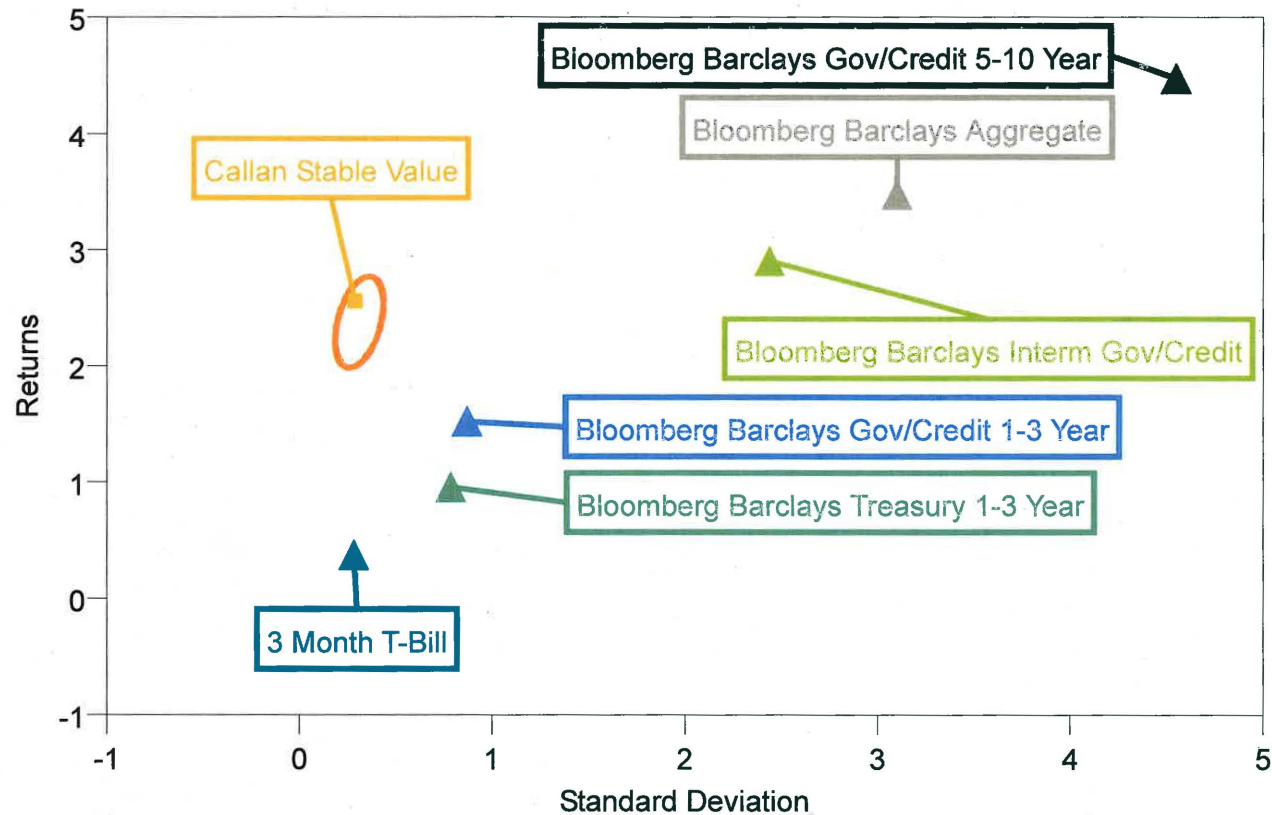 5
Bloomberg Barclays Gov/Credit 5-10 Year
Bloomberg Barclays Aggregate
4
Callan Stable Value
3
Returns
2
Bloomberg Barclays Interm Gov/Credit
Bloomberg Barclays Gov/Credit 1-3 Year
1
Bloomberg Barclays Treasury 1-3 Year
0
3 Month T-Bill
-1
-1 0 1 2 3 4 5
Standard Deviation